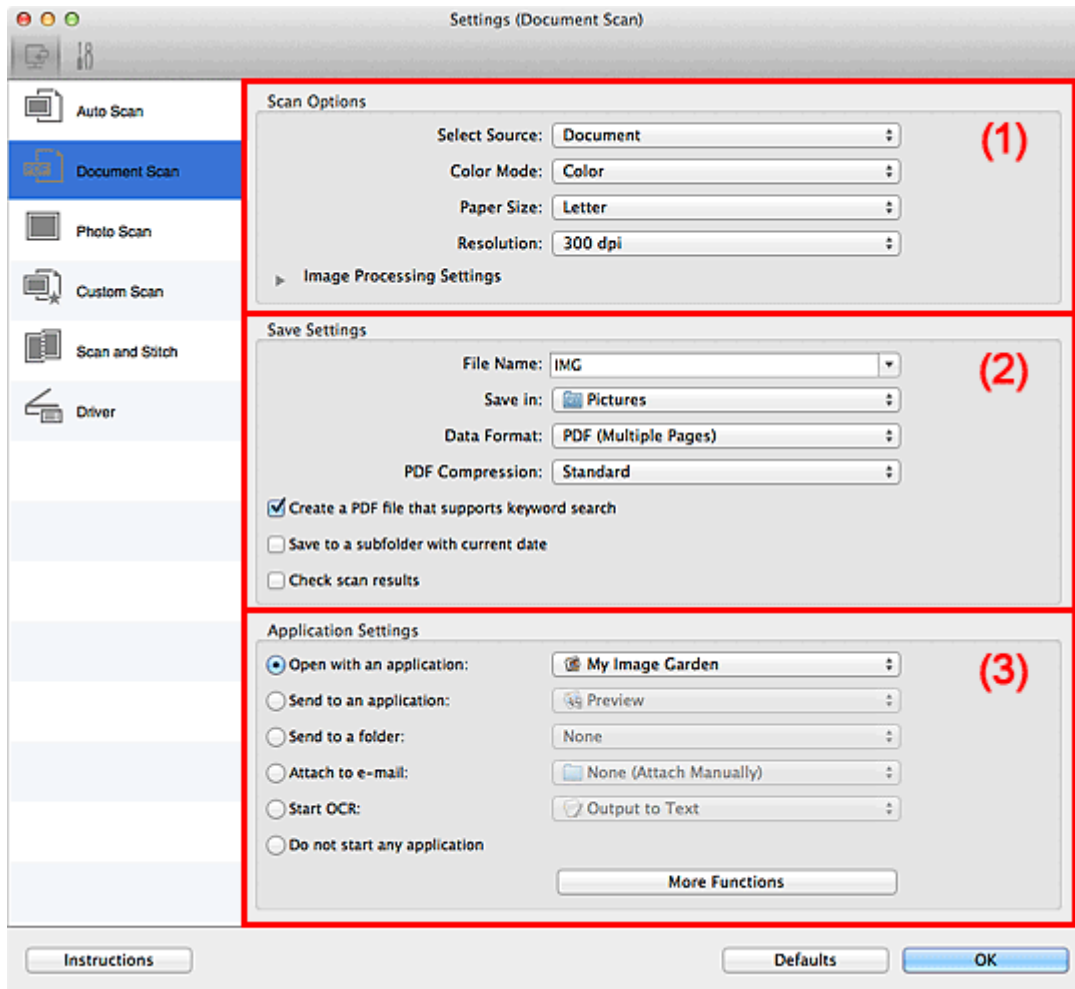 Settings (Document Scan)
Auto Scan
Document Scan
Photo Scan
Custom Scan
Scan and Stitch
Driver
Scan Options
(1)
Select Source: Document
Color Mode: Color
Paper Size: Letter
Resolution: 300 dpi
Image Processing Settings
Save Settings
(2)
File Name: IMG
Save in: Pictures
Data Format: PDF (Multiple Pages)
PDF Compression: Standard
Create a PDF file that supports keyword search
Save to a subfolder with current date
Check scan results
Application Settings
(3)
Open with an application: My Image Garden
Send to an application: Preview
Send to a folder: None
Attach to e-mail: None (Attach Manually)
Start OCR: Output to Text
Do not start any application
More Functions
Instructions Defaults OK